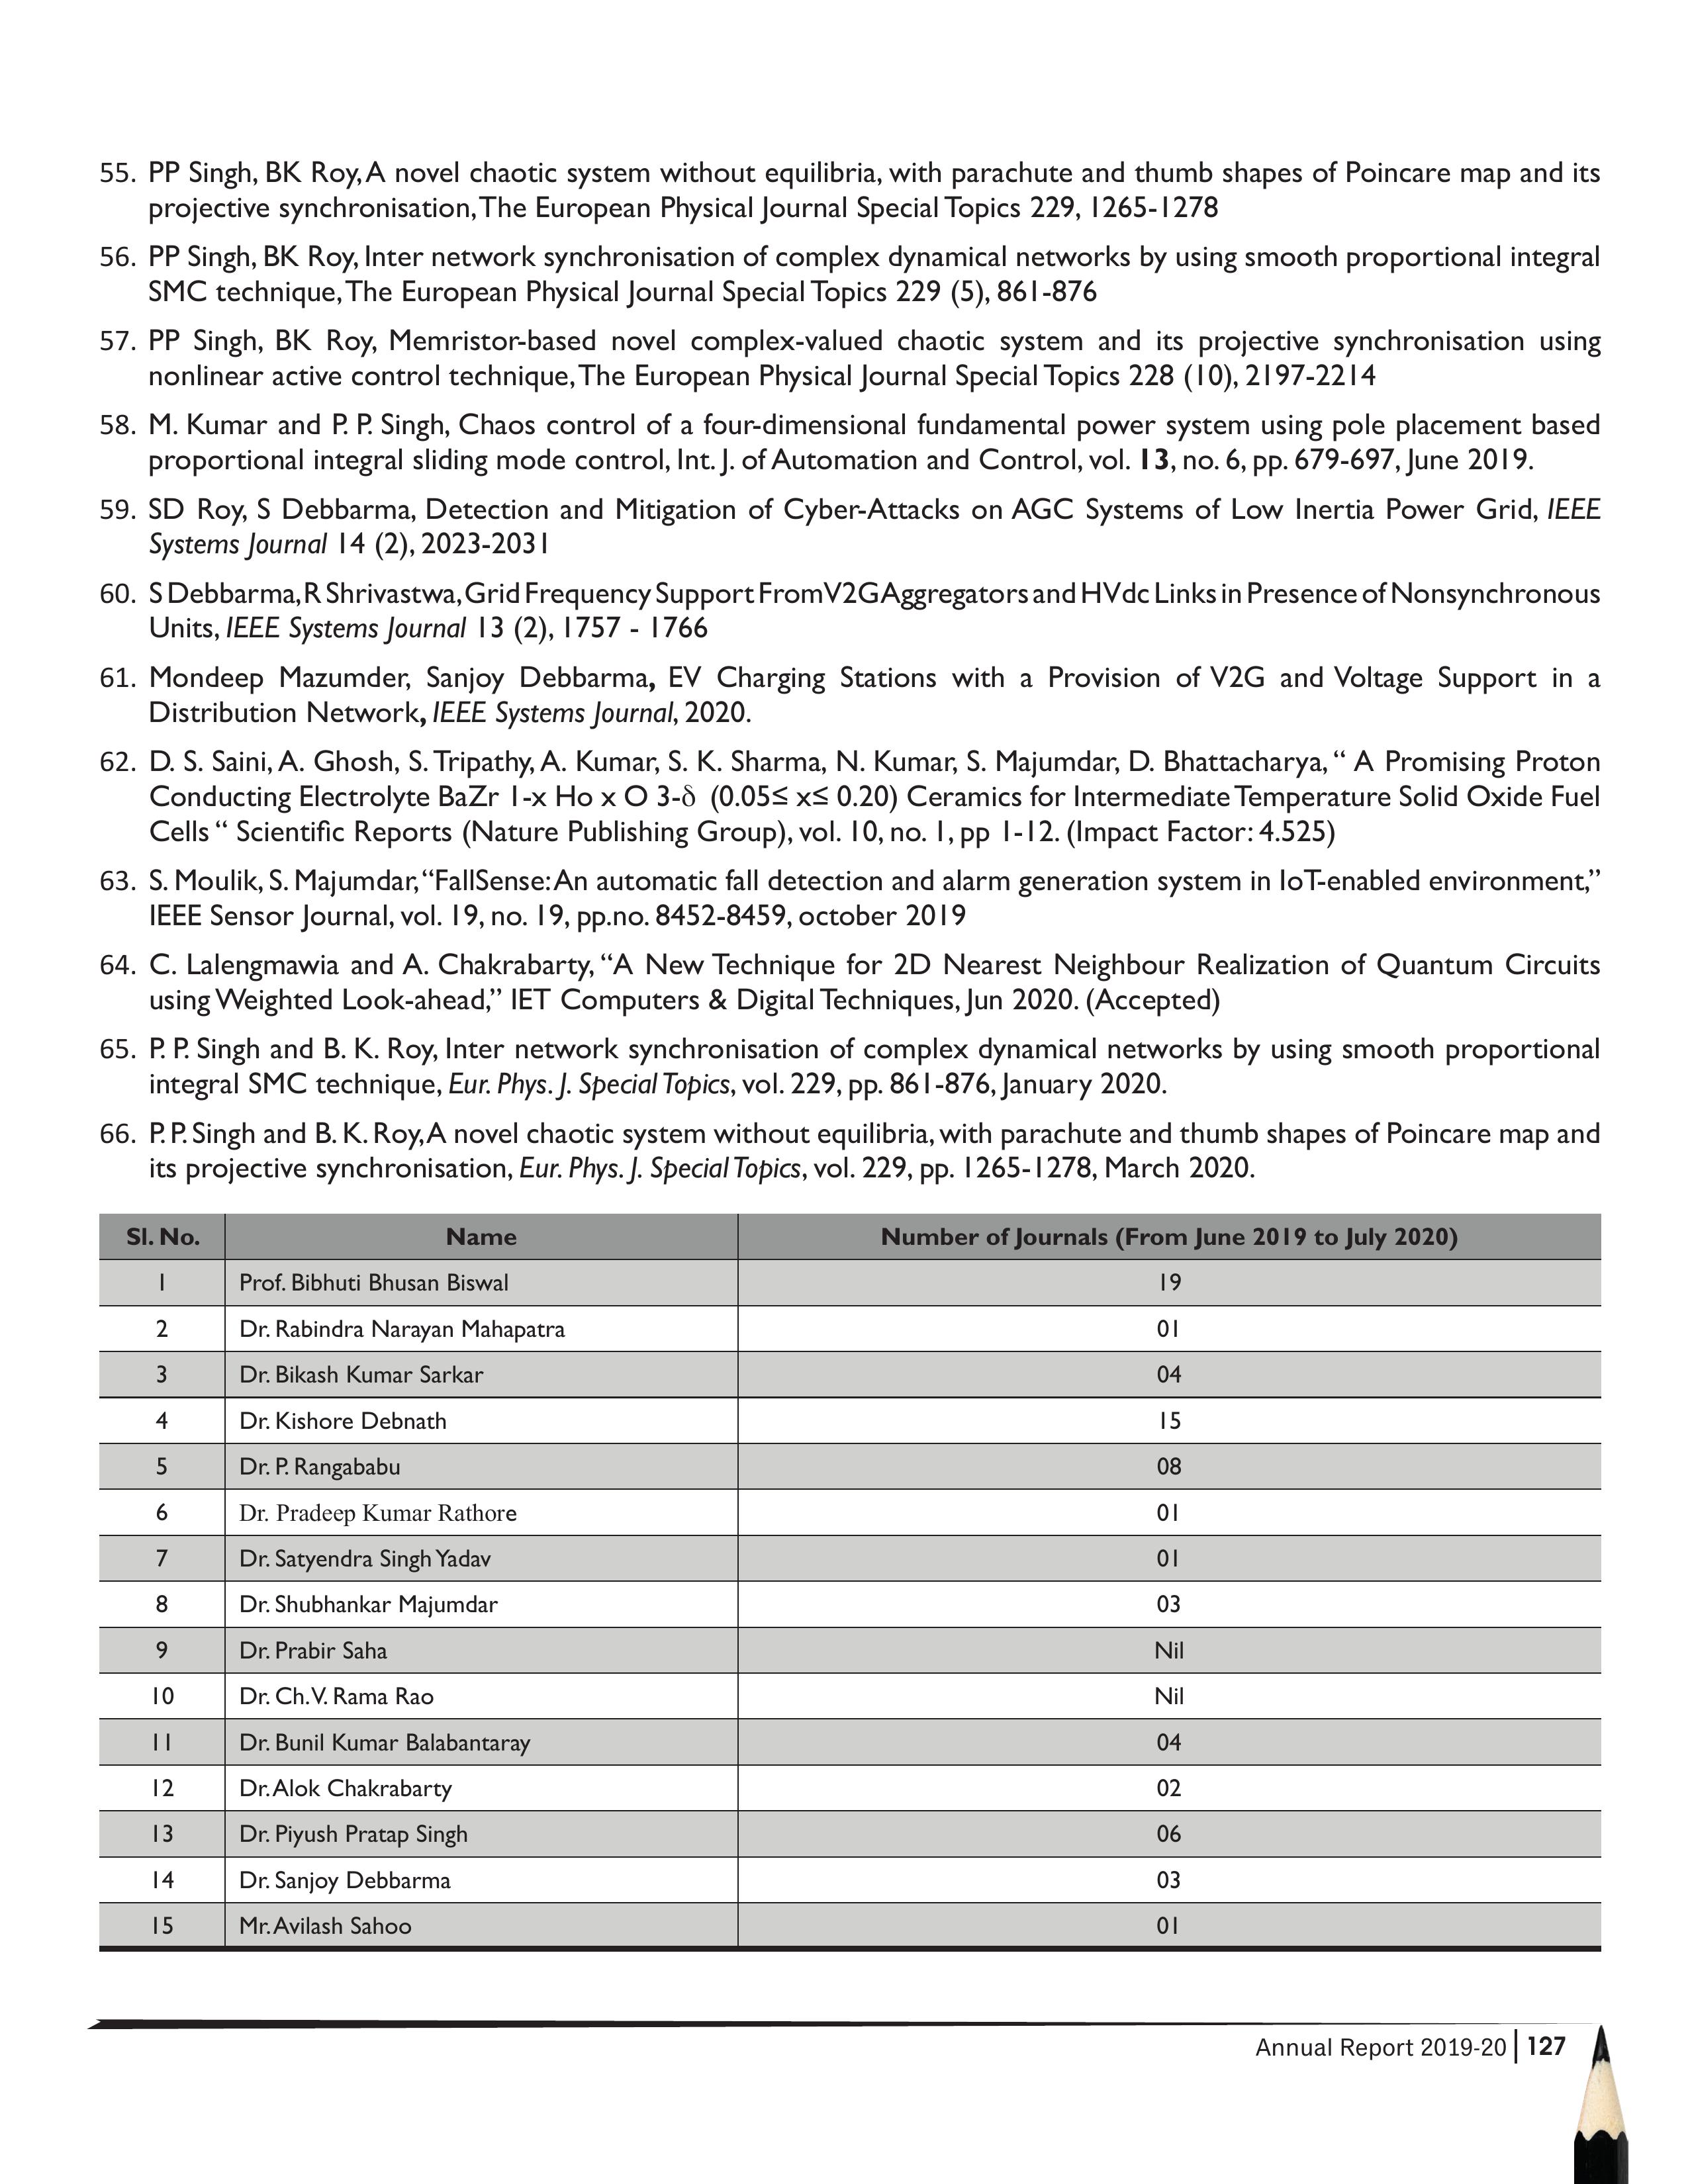 55. PP Singh, BK Roy, A novel chaotic system without equilibria, with parachute and thumb shapes of Poincare map and its
projective synchronisation, The European Physical Journal Special Topics 229, 1265-1278
56. PP Singh, BK Roy, Inter network synchronisation of complex dynamical networks by using smooth proportional integral
SMC technique, The European Physical Journal Special Topics 229 (5), 861-876
57. PP Singh, BK Roy, Memristor-based novel complex-valued chaotic system and its projective synchronisation using
nonlinear active control technique, The European Physical Journal Special Topics 228 (10), 2197-2214
58. M. Kumar and P. P. Singh, Chaos control of a four-dimensional fundamental power system using pole placement based
proportional integral sliding mode control, Int. J. of Automation and Control, vol. 13, no. 6, pp. 679-697, June 2019.
59. SD Roy, S Debbarma, Detection and Mitigation of Cyber-Attacks on AGC Systems of Low Inertia Power Grid, IEEE
Systems Journal 14 (2), 2023-2031
60. S Debbarma, R Shrivastwa, Grid Frequency Support From V2G Aggregators and HVdc Links in Presence of Nonsynchronous
Units, IEEE Systems Journal 13 (2), 1757 - 1766
61. Mondeep Mazumder, Sanjoy Debbarma, EV Charging Stations with a Provision of V2G and Voltage Support in a
Distribution Network, IEEE Systems Journal, 2020.
62. D. S. Saini, A. Ghosh, S. Tripathy, A. Kumar, S. K. Sharma, N. Kumar, S. Majumdar, D. Bhattacharya, “ A Promising Proton
Conducting Electrolyte BaZr 1-x Ho x O 3-δ (0.05≤ x≤ 0.20) Ceramics for Intermediate Temperature Solid Oxide Fuel
Cells “ Scientific Reports (Nature Publishing Group), vol. 10, no. 1, pp 1-12. (Impact Factor: 4.525)
63. S. Moulik, S. Majumdar, “FallSense: An automatic fall detection and alarm generation system in IoT-enabled environment,”
IEEE Sensor Journal, vol. 19, no. 19, pp.no. 8452-8459, october 2019
64. C. Lalengmawia and A. Chakrabarty, “A New Technique for 2D Nearest Neighbour Realization of Quantum Circuits
using Weighted Look-ahead,” IET Computers & Digital Techniques, Jun 2020. (Accepted)
65. P. P. Singh and B. K. Roy, Inter network synchronisation of complex dynamical networks by using smooth proportional
integral SMC technique, Eur. Phys. J. Special Topics, vol. 229, pp. 861-876, January 2020.
66. P. P. Singh and B. K. Roy, A novel chaotic system without equilibria, with parachute and thumb shapes of Poincare map and
its projective synchronisation, Eur. Phys. J. Special Topics, vol. 229, pp. 1265-1278, March 2020.
Sl. No. Name Number of Journals (From June 2019 to July 2020)
1 Prof. Bibhuti Bhusan Biswal 19
2 Dr. Rabindra Narayan Mahapatra 01
3 Dr. Bikash Kumar Sarkar 04
4 Dr. Kishore Debnath 15
5 Dr. P. Rangababu 08
6 Dr. Pradeep Kumar Rathore 01
7 Dr. Satyendra Singh Yadav 01
8 Dr. Shubhankar Majumdar 03
9 Dr. Prabir Saha Nil
10 Dr. Ch. V. Rama Rao Nil
11 Dr. Bunil Kumar Balabantaray 04
12 Dr. Alok Chakrabarty 02
13 Dr. Piyush Pratap Singh 06
14 Dr. Sanjoy Debbarma 03
15 Mr. Avilash Sahoo 01
Annual Report 2019-20 127